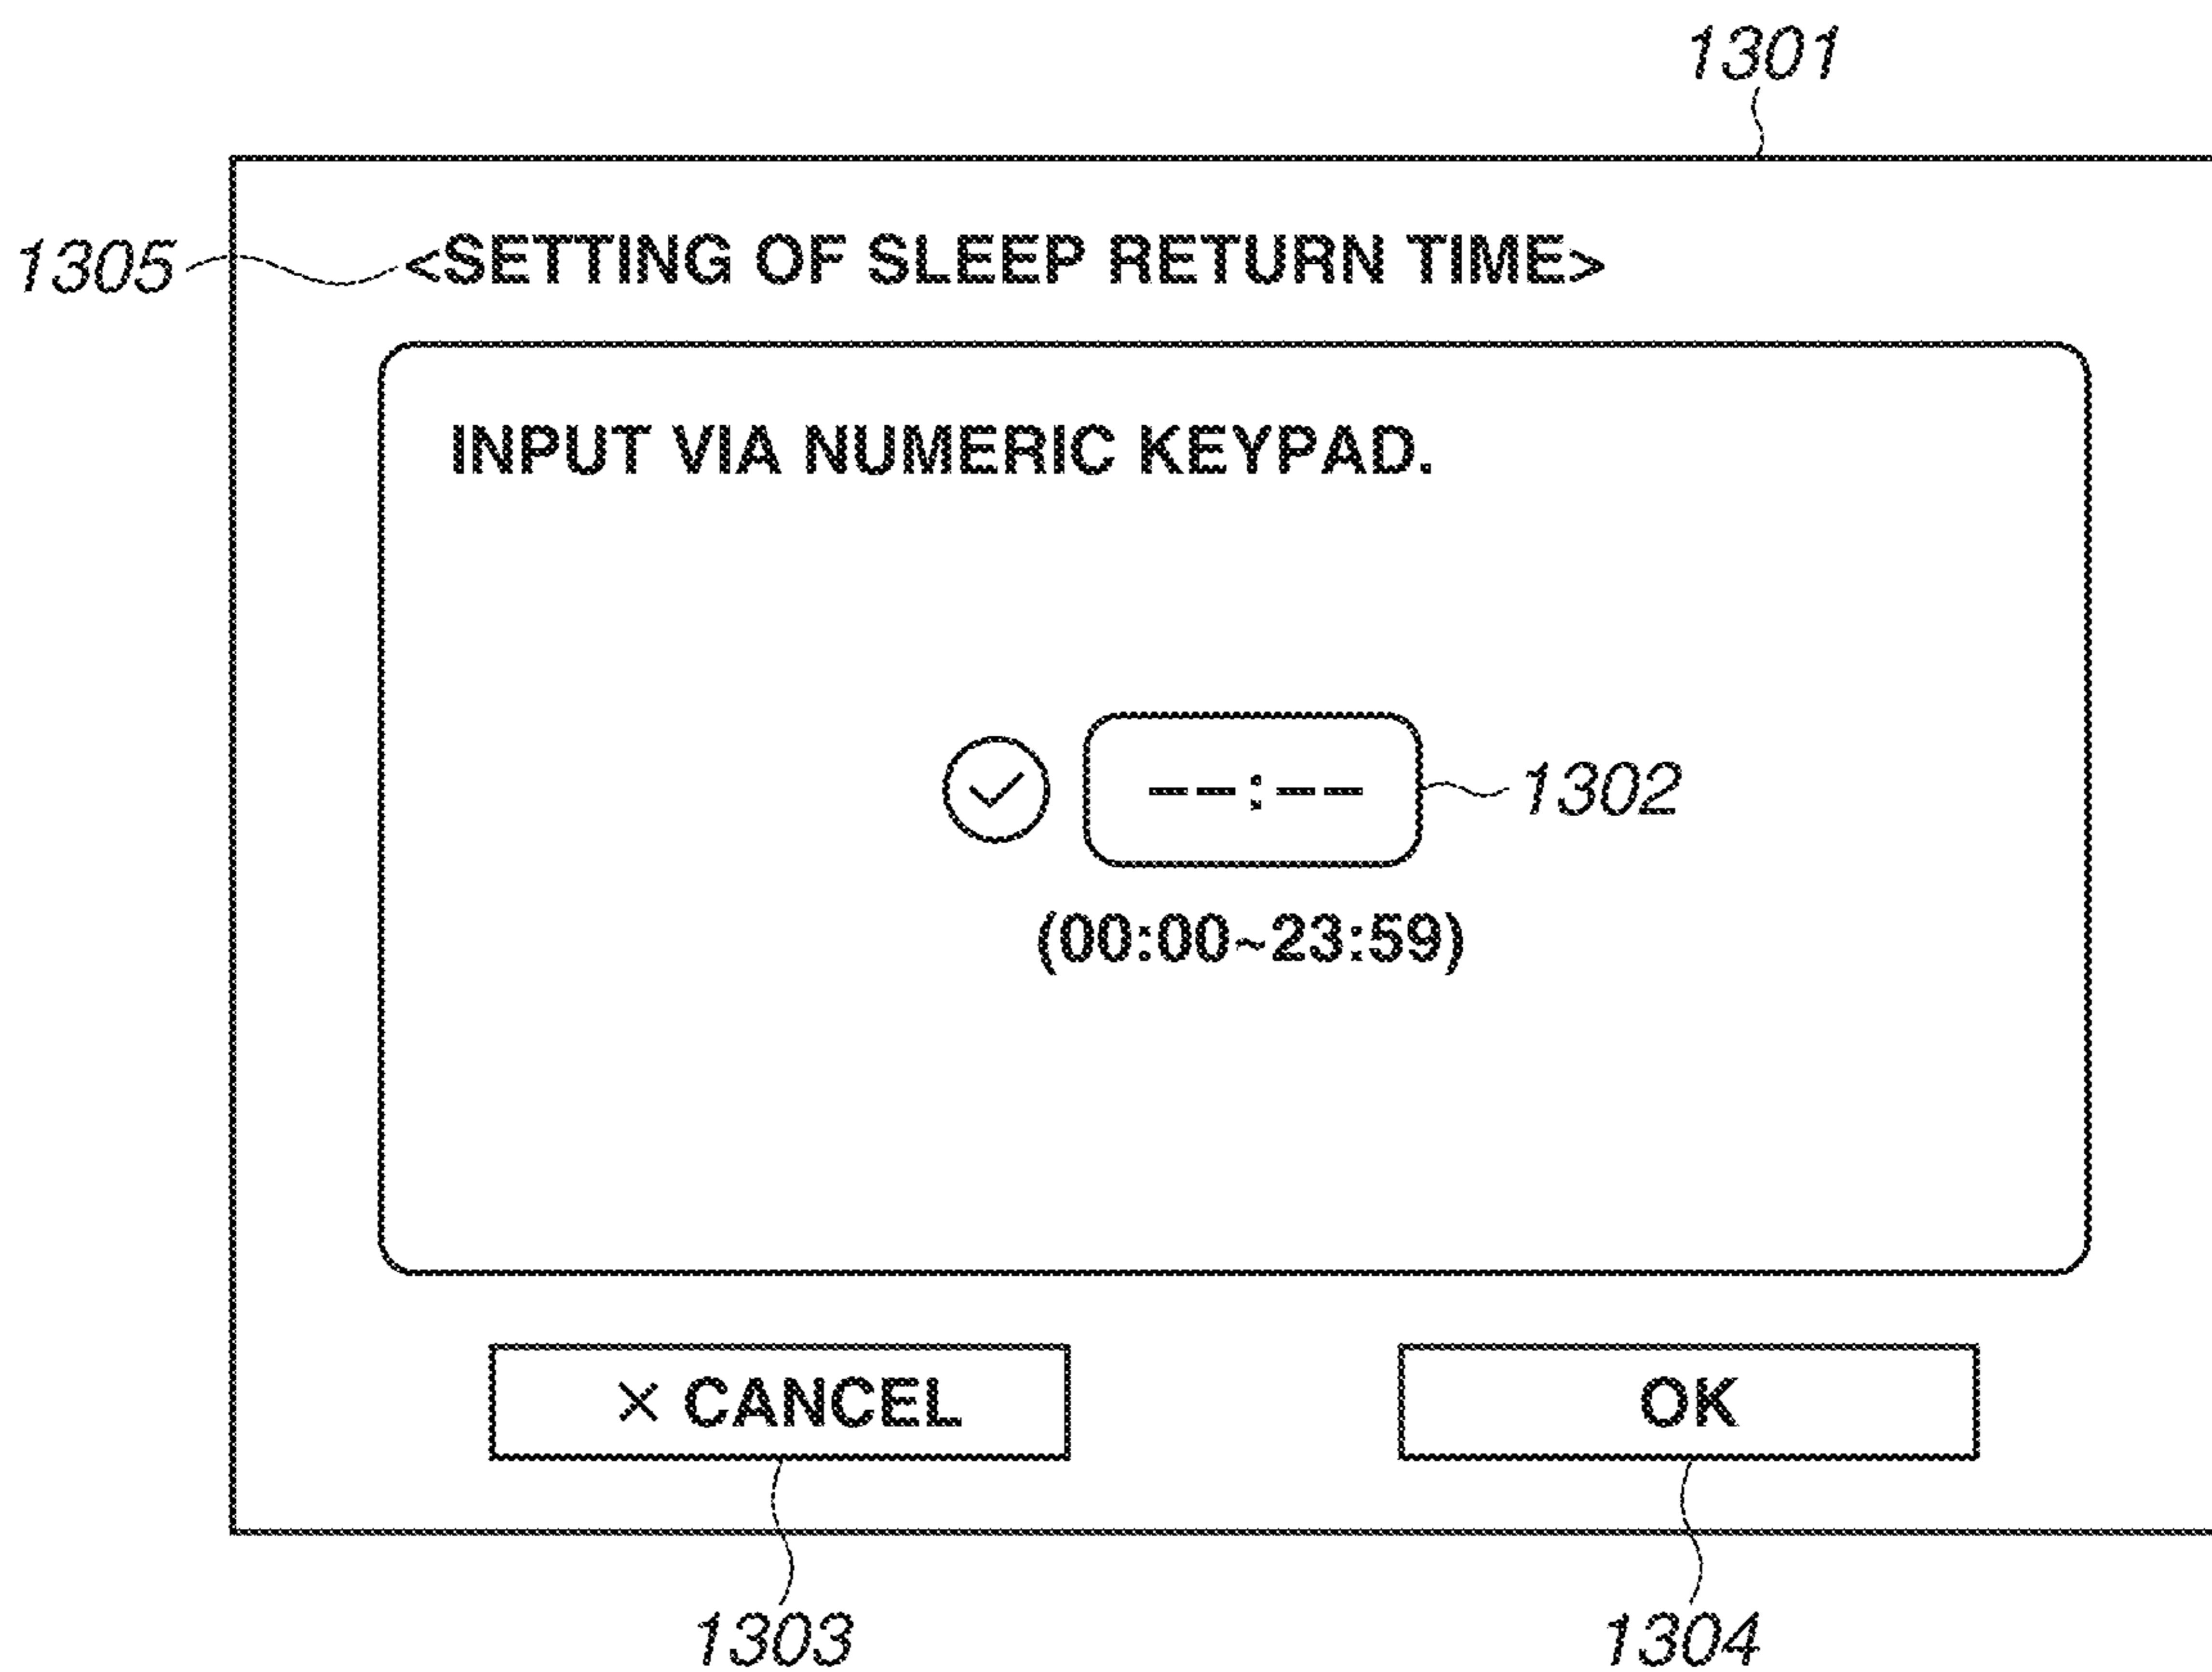 1301
1305 <SETTING OF SLEEP RETURN TIME>
INPUT VIA NUMERIC KEYPAD.
--:-- 1302
(00:00~23:59)
× CANCEL OK
1303 1304